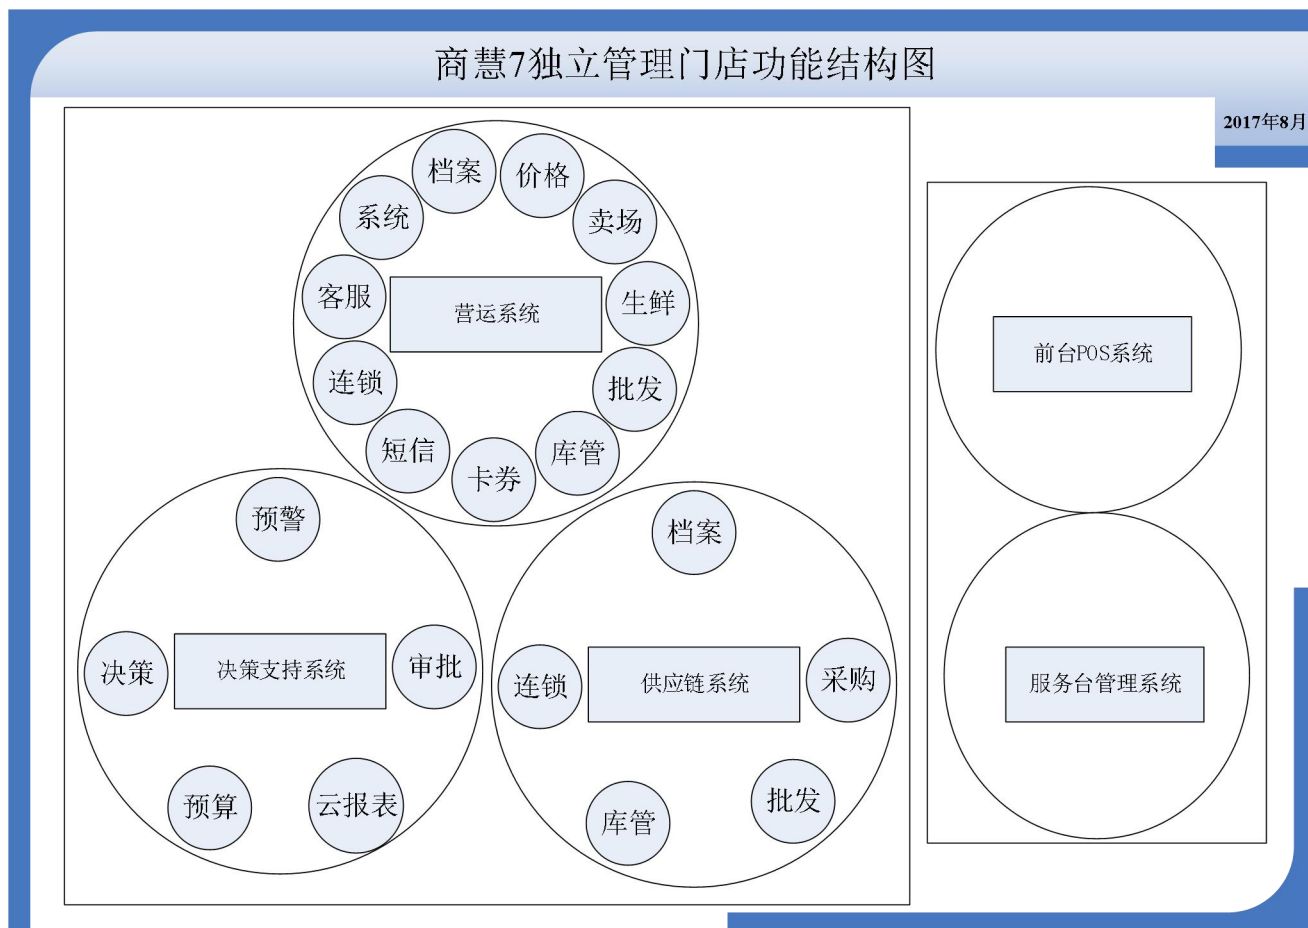 商慧7独立管理门店功能结构图
2017年8月
档案
价格
系统
卖场
客服
营运系统
生鲜
连锁
批发
短信
卡券
库管
预警
决策
决策支持系统
审批
预算
云报表
档案
连锁
供应链系统
采购
库管
批发
前台POS系统
服务台管理系统